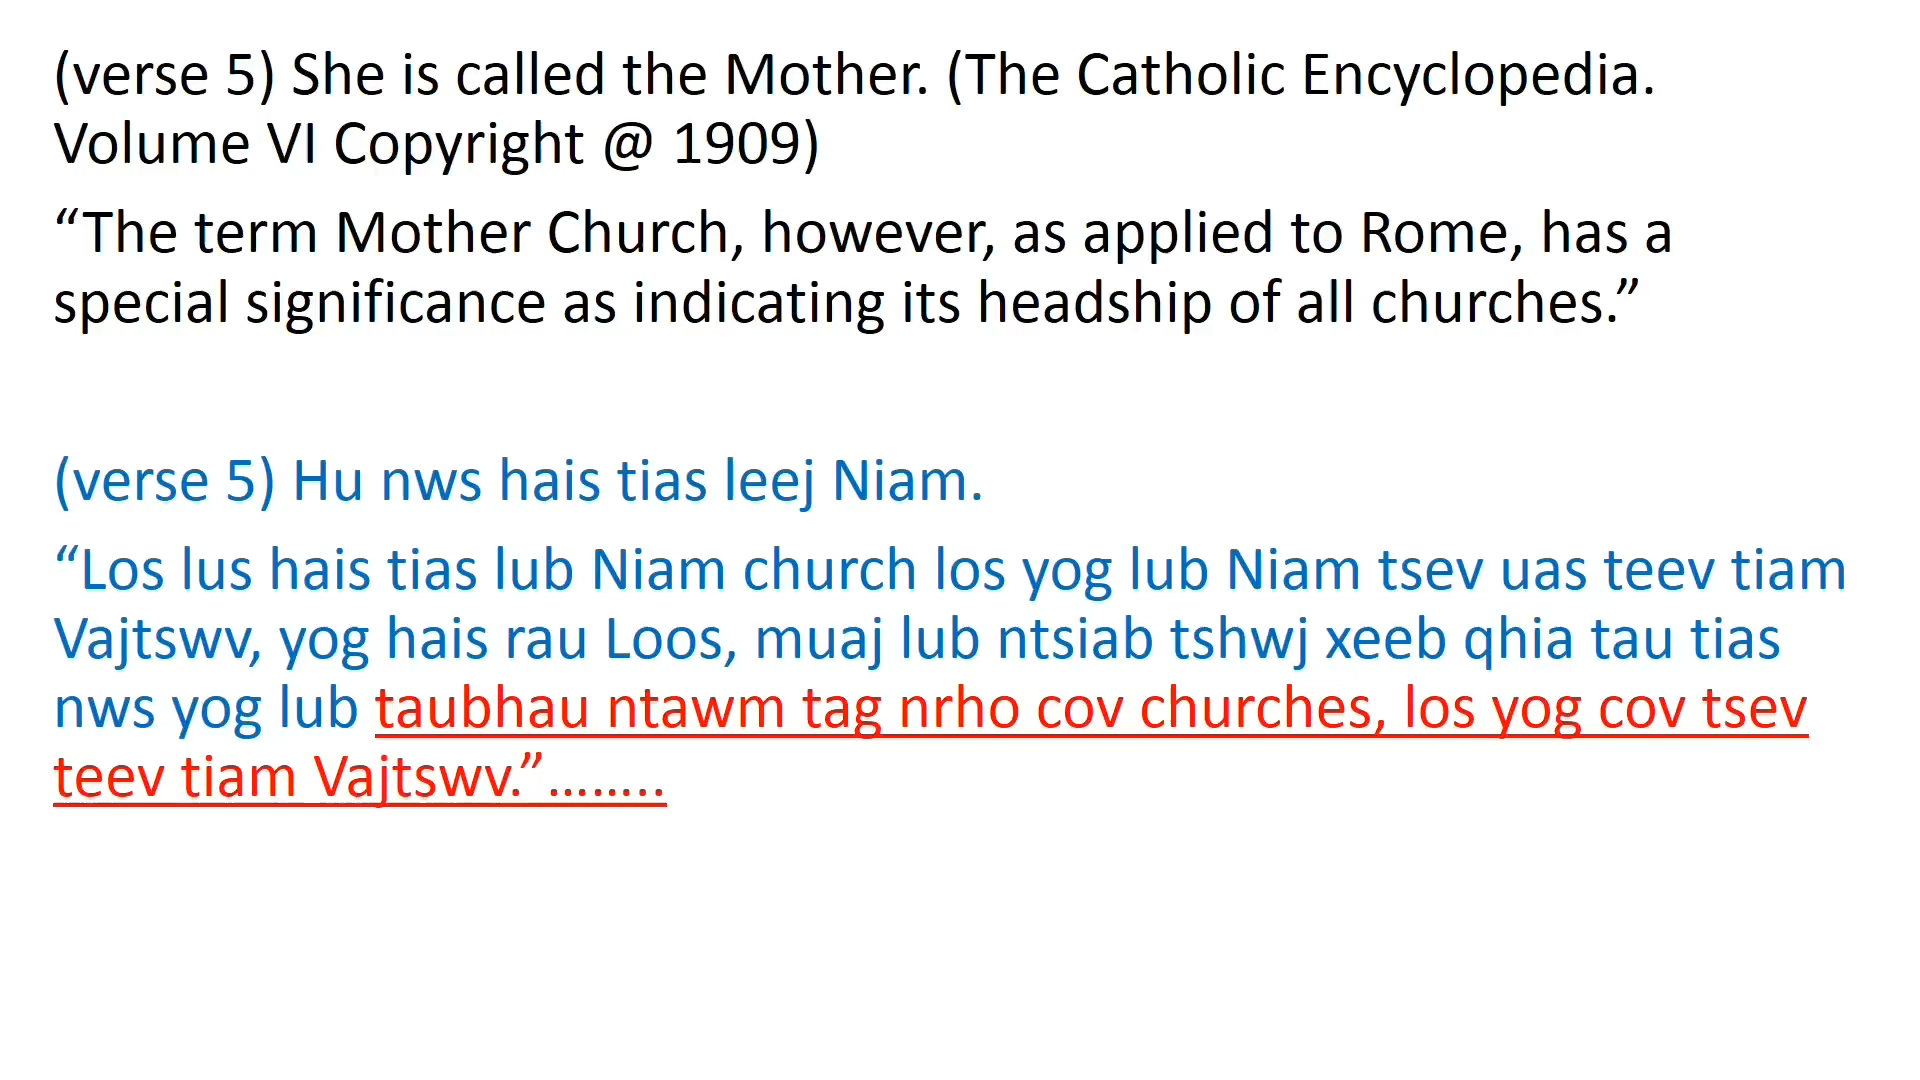 (verse 5) She is called the Mother. (The Catholic Encyclopedia.
Volume VI Copyright @ 1909)
“The term Mother Church, however, as applied to Rome, has a
special significance as indicating its headship of all churches.”
(verse 5) Hu nws hais tias leej Niam.
“Los lus hais tias lub Niam church los yog lub Niam tsev uas teev tiam
Vajtswv, yog hais rau Loos, muaj lub ntsiab tshwj xeeb qhia tau tias
nws yog lub taubhau ntawm tag nrho cov churches, los yog cov tsev
teev tiam Vajtswv.”........